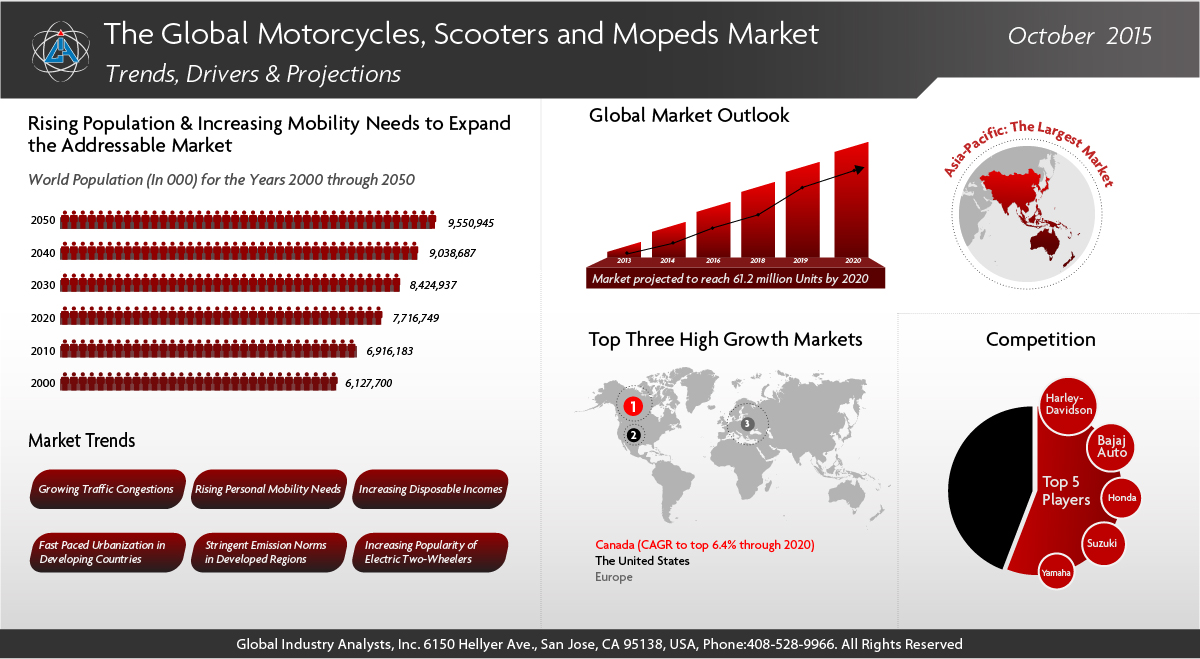 The Global Motorcycles, Scooters and Mopeds Market
Trends, Drivers & Projections
October 2015
Rising Population & Increasing Mobility Needs to Expand
the Addressable Market
World Population (In 000) for the Years 2000 through 2050
2050 9,550,945
2040 9,038,687
2030 8,424,937
2020 7,716,749
2010 6,916,183
2000 6,127,700
Market Trends
Growing Traffic Congestions
Rising Personal Mobility Needs
Increasing Disposable Incomes
Fast Paced Urbanization in
Developing Countries
Stringent Emission Norms
in Developed Regions
Increasing Popularity of
Electric Two-Wheelers
Global Market Outlook
2013 2014 2016 2018 2019 2020
Market projected to reach 61.2 million Units by 2020
Asia-Pacific: The Largest Market
Top Three High Growth Markets
1
2
3
Canada (CAGR to top 6.4% through 2020)
The United States
Europe
Competition
Top 5
Players
Harley-
Davidson
Bajaj
Auto
Honda
Suzuki
Yamaha
Global Industry Analysts, Inc. 6150 Hellyer Ave., San Jose, CA 95138, USA, Phone:408-528-9966. All Rights Reserved